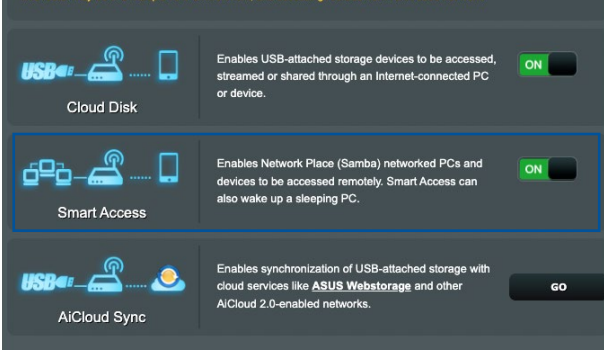 Enables USB-attached storage devices to be accessed,
streamed or shared through an Internet-connected PC
or device.
ON
USB
Cloud Disk
Enables Network Place (Samba) networked PCs and
devices to be accessed remotely. Smart Access can
also wake up a sleeping PC.
ON
Smart Access
Enables synchronization of USB-attached storage with
cloud services like ASUS Webstorage and other
AiCloud 2.0-enabled networks.
GO
USB
AiCloud Sync